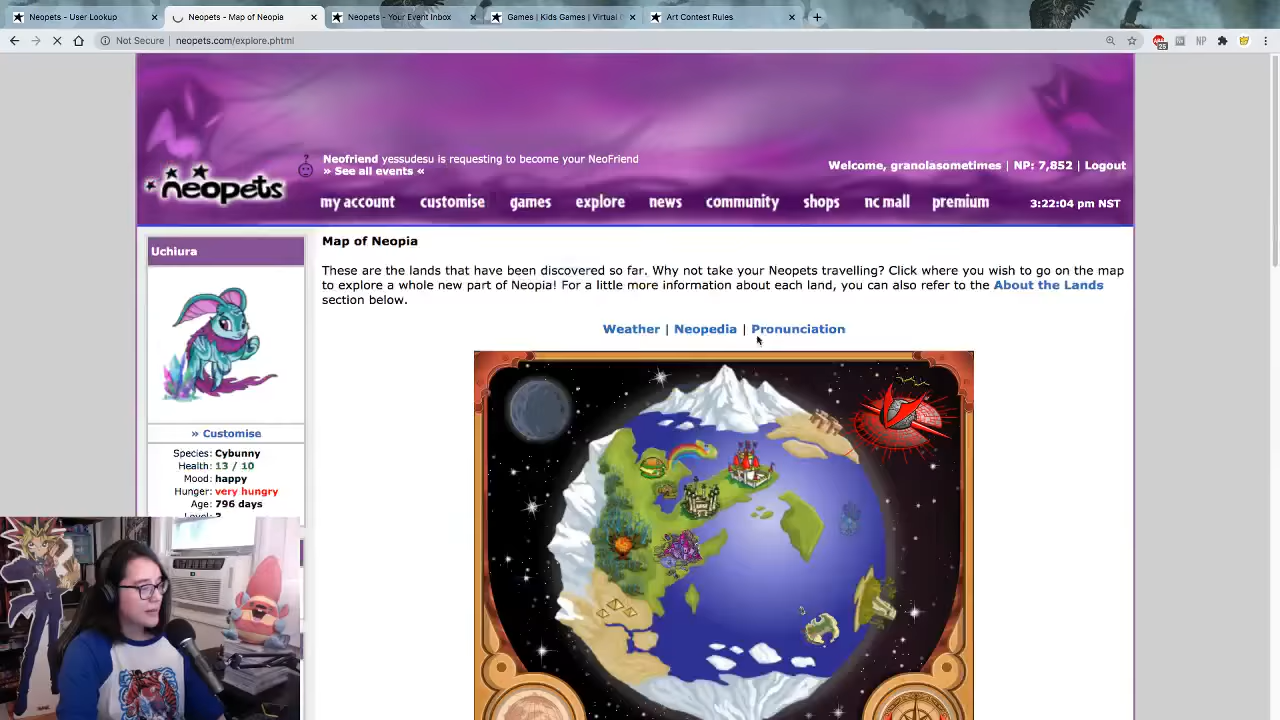 Neopets - User Lookup
Neopets - Map of Neopia
Neopets - Your Event Inbox
Games | Kids Games | Virtual P
Art Contest Rules
Not Secure | neopets.com/explore.phtml
NP
Neofriend yessudesu is requesting to become your NeoFriend
» See all events «
Welcome, granolasometimes | NP: 7,852 | Logout
neopets
my account
customise
games
explore
news
community
shops
nc mall
premium
3:22:04 pm NST
Uchiura
» Customise
Species: Cybunny
Health: 13 / 10
Mood: happy
Hunger: very hungry
Age: 796 days
Map of Neopia
These are the lands that have been discovered so far. Why not take your Neopets travelling? Click where you wish to go on the map
to explore a whole new part of Neopia! For a little more information about each land, you can also refer to the About the Lands
section below.
Weather | Neopedia | Pronunciation